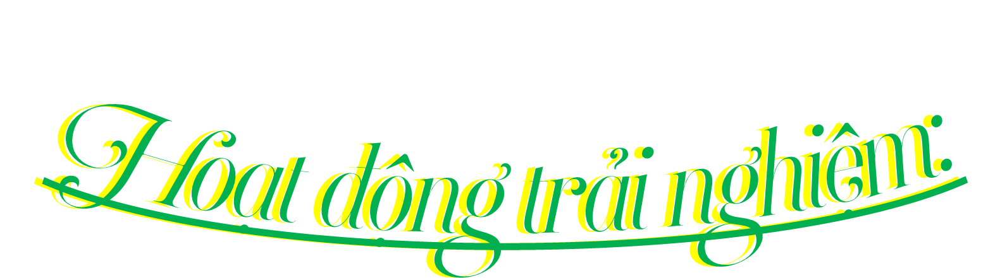 Hoạt động trải nghiệm: